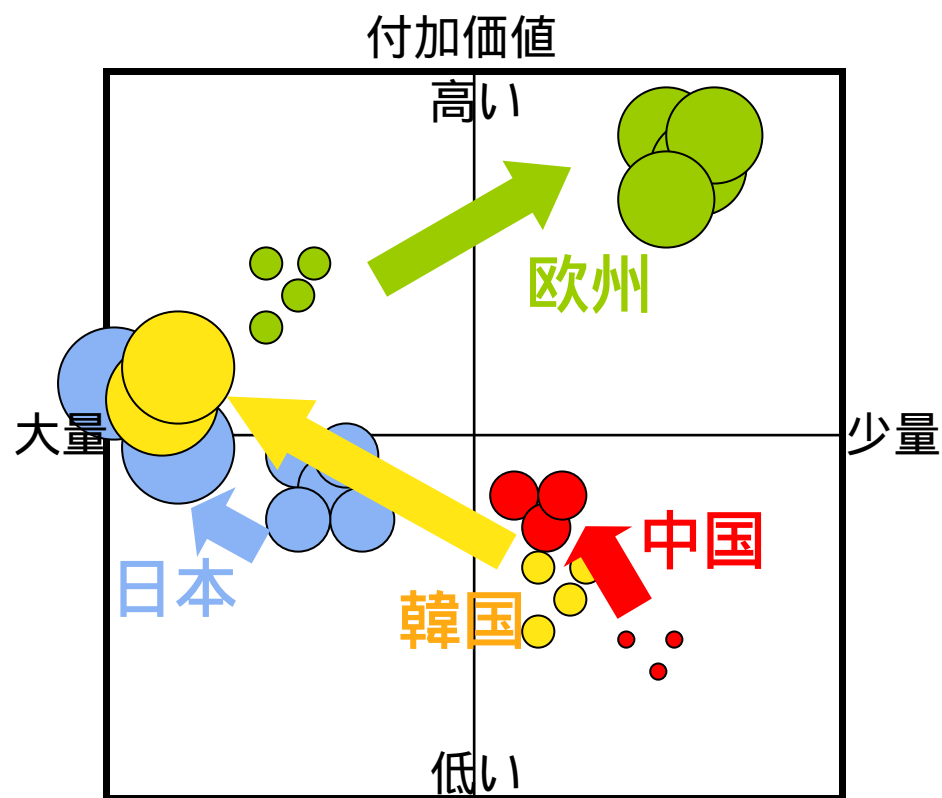 付加価値
高い
欧州
大量
少量
中国
日本
韓国
低い